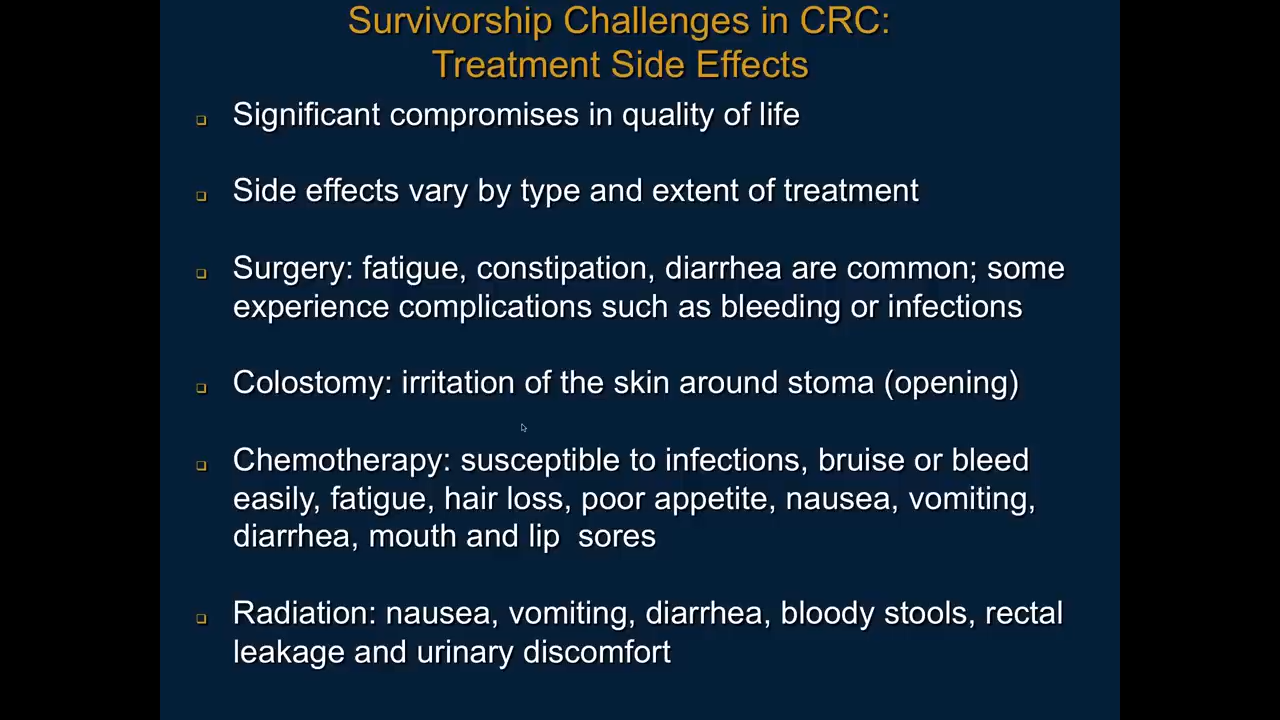 Survivorship Challenges in CRC:
Treatment Side Effects
Significant compromises in quality of life
Side effects vary by type and extent of treatment
Surgery: fatigue, constipation, diarrhea are common; some
experience complications such as bleeding or infections
Colostomy: irritation of the skin around stoma (opening)
Chemotherapy: susceptible to infections, bruise or bleed
easily, fatigue, hair loss, poor appetite, nausea, vomiting,
diarrhea, mouth and lip  sores
Radiation: nausea, vomiting, diarrhea, bloody stools, rectal
leakage and urinary discomfort